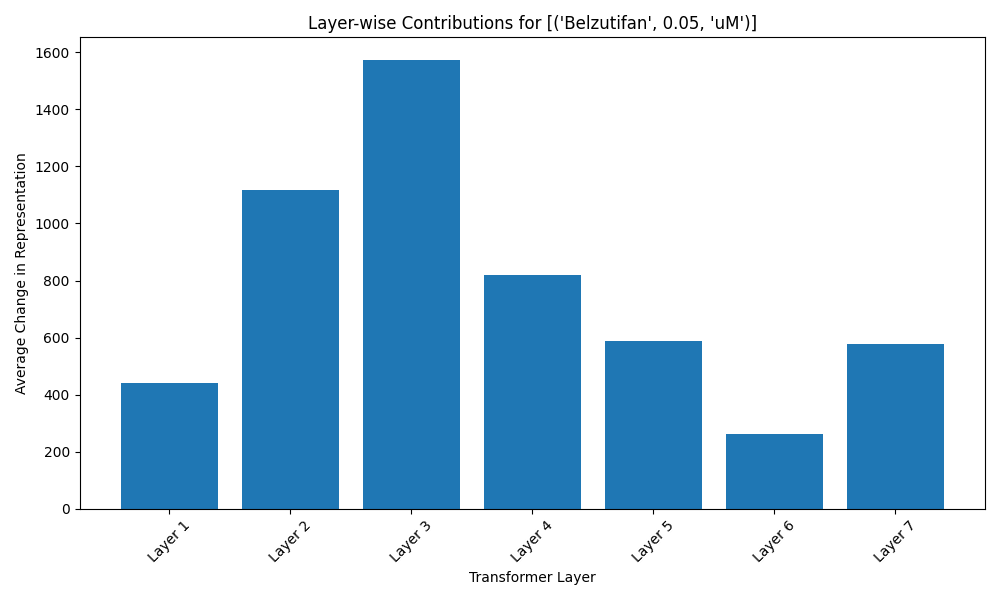 Layer-wise Contributions for [('Belzutifan', 0.05, 'uM')]
Average Change in Representation
1600
1400
1200
1000
800
600
400
200
0
Layer 1
Layer 2
Layer 3
Layer 4
Layer 5
Layer 6
Layer 7
Transformer Layer